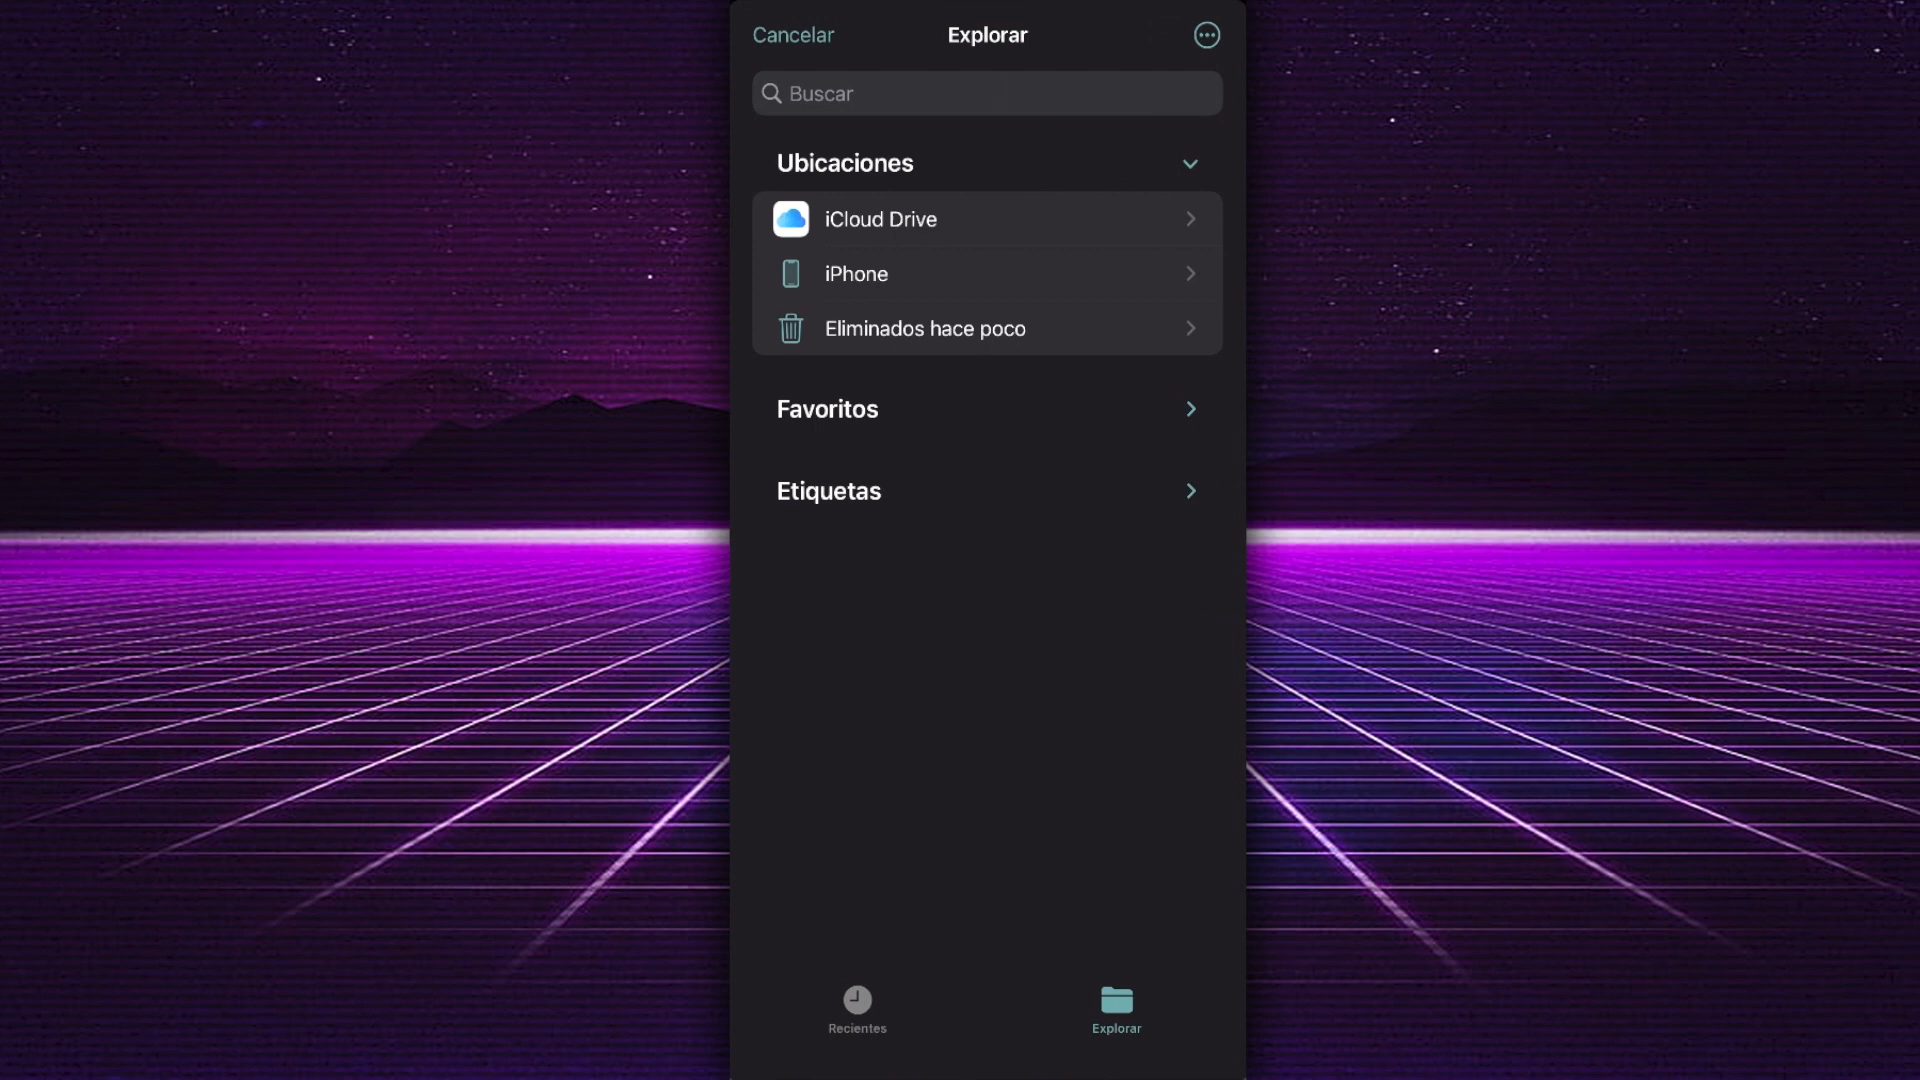 Cancelar
Explorar
Buscar
Ubicaciones
iCloud Drive
iPhone
Eliminados hace poco
Favoritos
Etiquetas
Recientes
Explorar